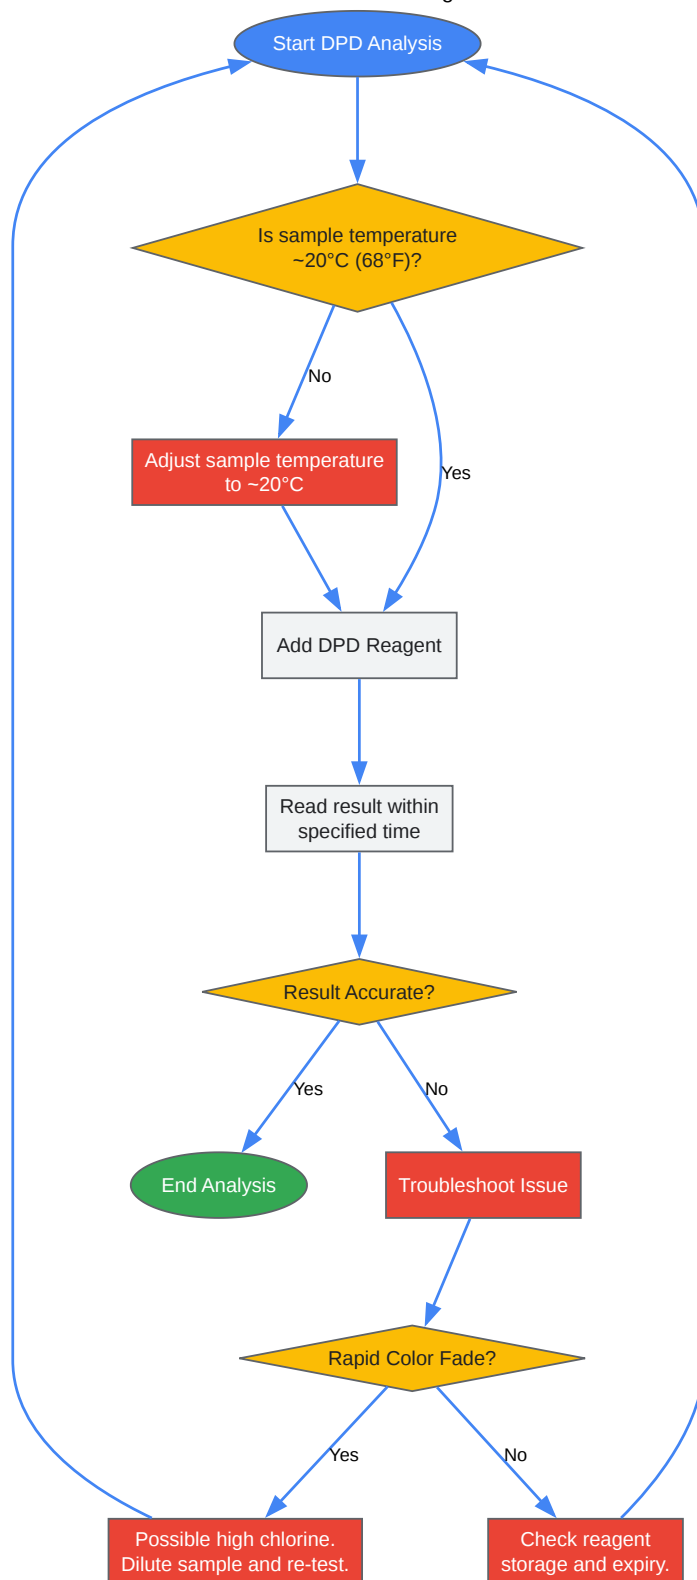 Start DPD Analysis
Is sample temperature
~20°C (68°F)?
No
Yes
Adjust sample temperature
to ~20°C
Add DPD Reagent
Read result within
specified time
Result Accurate?
Yes
No
End Analysis
Troubleshoot Issue
Rapid Color Fade?
Yes
No
Possible high chlorine.
Dilute sample and re-test.
Check reagent
storage and expiry.